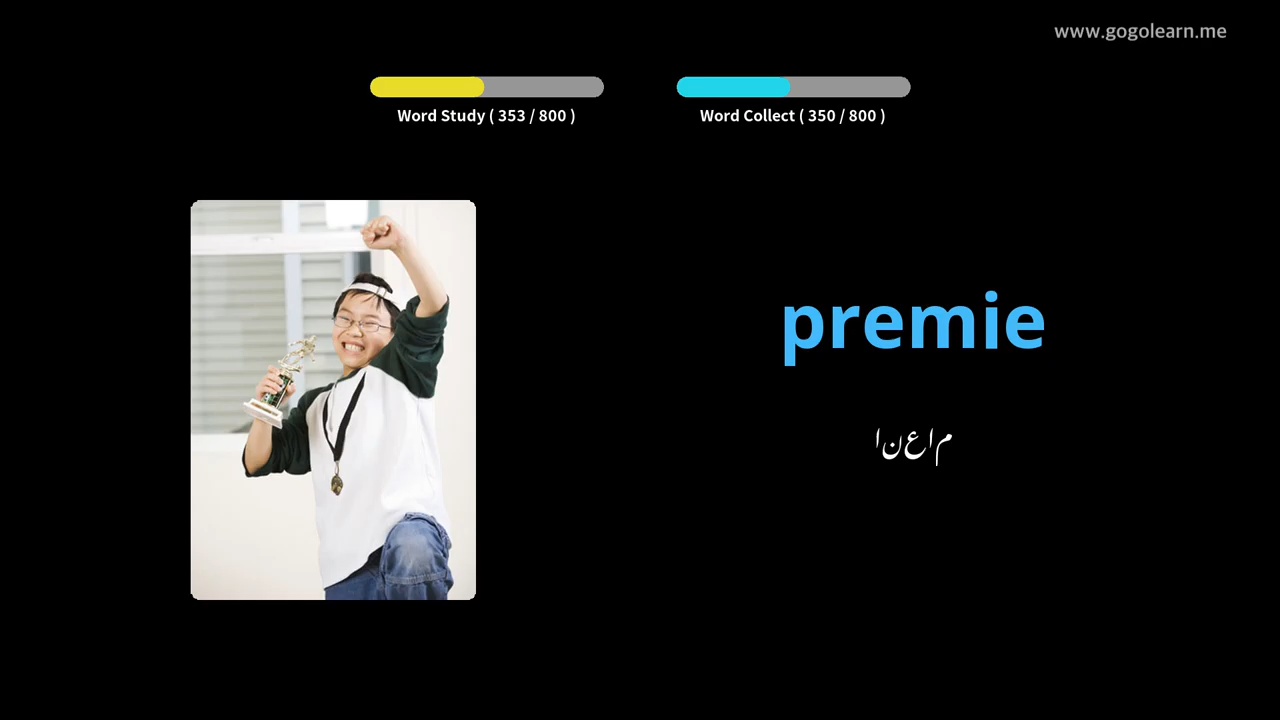 www.gogolearn.me
Word Study ( 353 / 800 )
Word Collect ( 350 / 800 )
premie
انعام